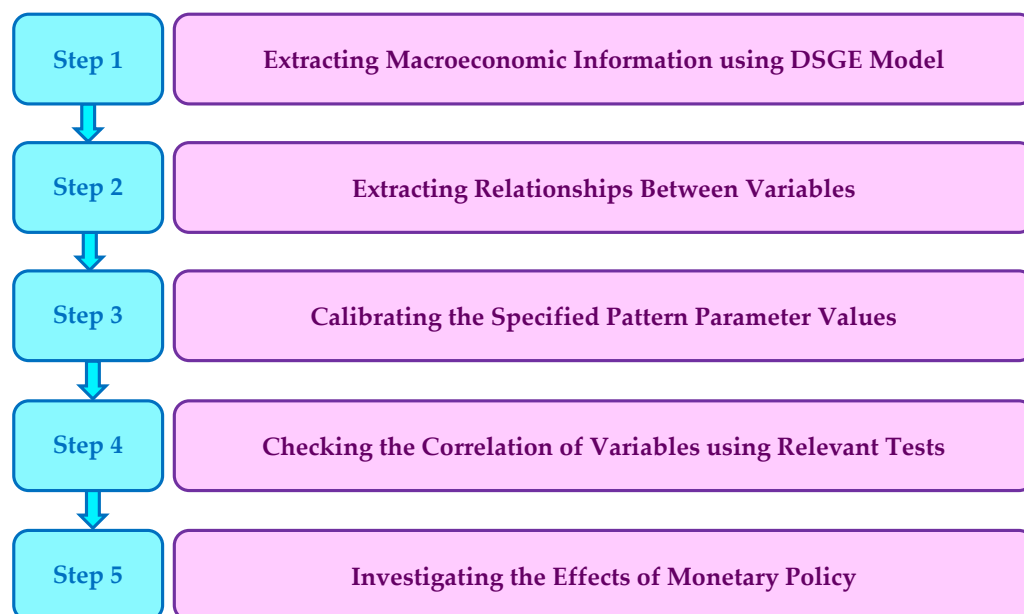 Step 1
Extracting Macroeconomic Information using DSGE Model
Step 2
Extracting Relationships Between Variables
Step 3
Calibrating the Specified Pattern Parameter Values
Step 4
Checking the Correlation of Variables using Relevant Tests
Step 5
Investigating the Effects of Monetary Policy